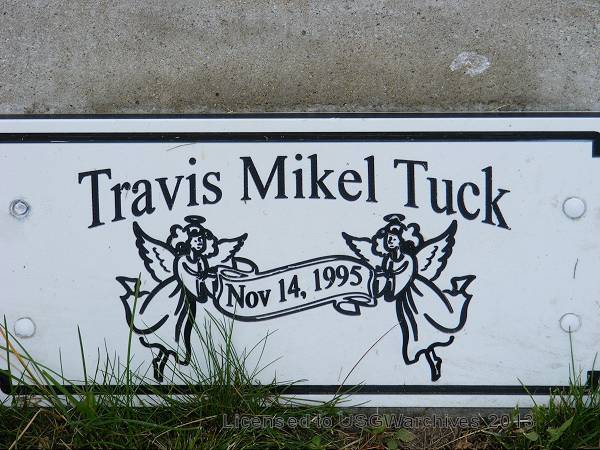 Travis Mikel Tuck
Nov 14, 1995
Licensed to USGWarchives 2013